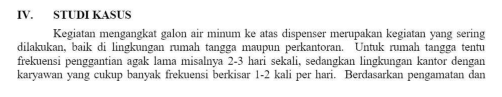 IV. STUDI KASUS
Kegiatan mengangkat galon air minum ke atas dispenser merupakan kegiatan yang sering
dilakukan, baik di lingkungan rumah tangga maupun perkantoran. Untuk rumah tangga tentu
frekuensi penggantian agak lama misalnya 2-3 hari sekali, sedangkan lingkungan kantor dengan
karyawan yang cukup banyak frekuensi berkisar 1-2 kali per hari. Berdasarkan pengamatan dan